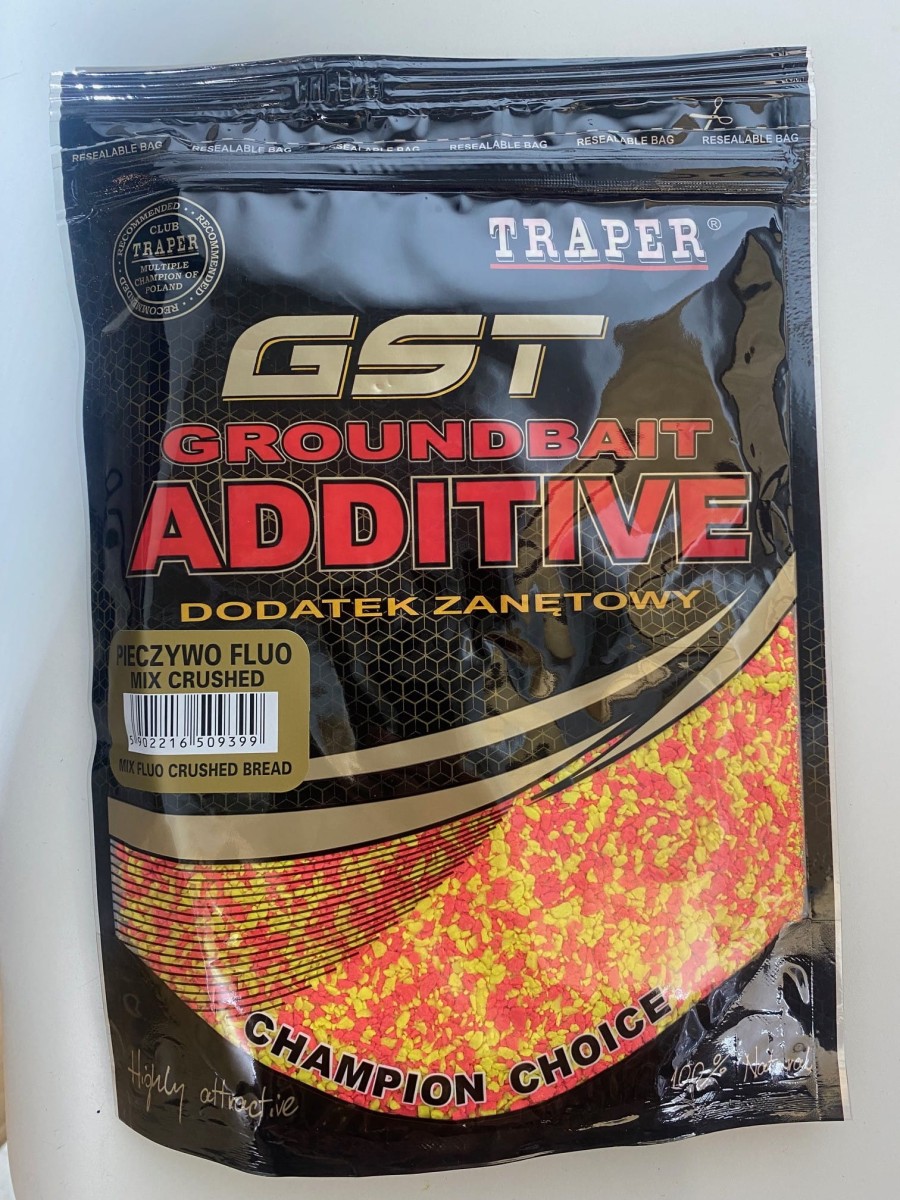 RESEALABLE BAG RESEALABLE BAG RESEALABLE BAG RESEALABLE BAG RESEALABLE BAG RESEALABLE BAG
RECOMMENDED RECOMMENDED RECOMMENDED RECOMMENDED
CLUB
TRAPER
MULTIPLE
CHAMPION OF
POLAND
TRAPER®
GST
GROUNDBAIT
ADDITIVE
DODATEK ZANĘTOWY
PIECZYWO FLUO
MIX CRUSHED
5 902216 509399
MIX FLUO CRUSHED BREAD
CHAMPION CHOICE
Highly attractive
100% Natural